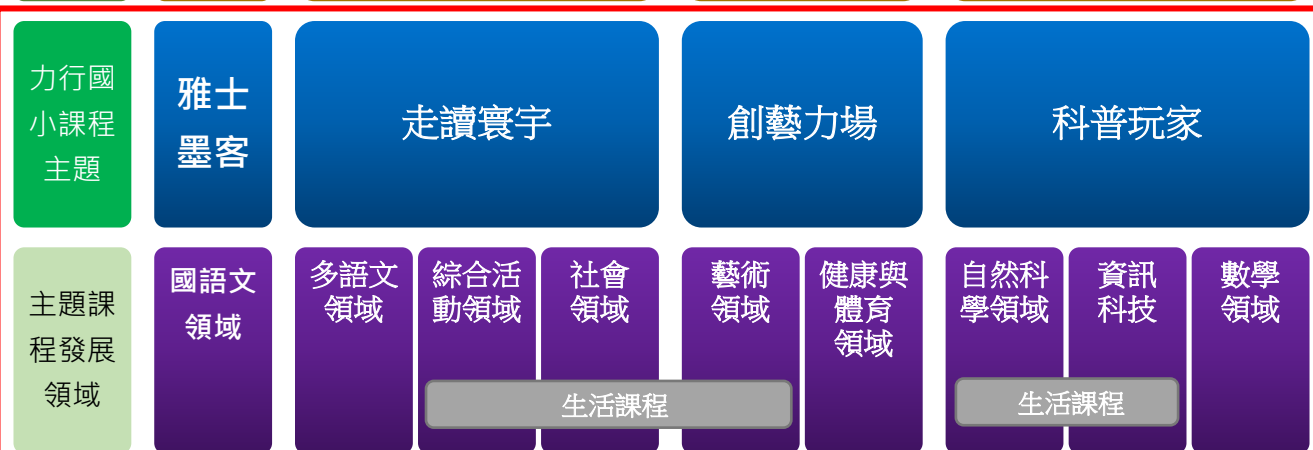 力行國
小課程
主題
雅士
墨客
走讀寰宇
創藝力場
科普玩家
主題課
程發展
領域
國語文
領域
多語文
領域
綜合活
動領域
社會
領域
藝術
領域
健康與
體育
領域
自然科
學領域
資訊
科技
數學
領域
生活課程
生活課程